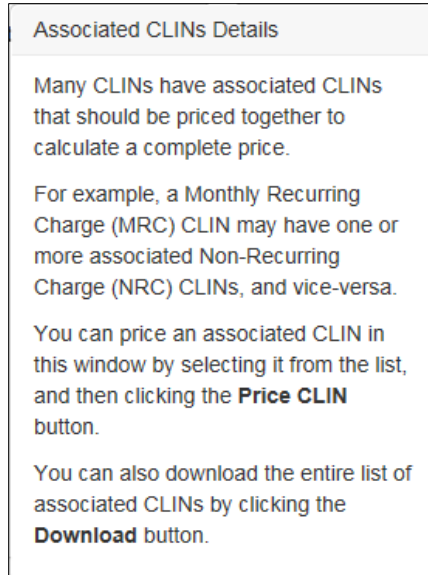 Associated CLINs Details
Many CLINs have associated CLINs
that should be priced together to
calculate a complete price.
For example, a Monthly Recurring
Charge (MRC) CLIN may have one or
more associated Non-Recurring
Charge (NRC) CLINs, and vice-versa.
You can price an associated CLIN in
this window by selecting it from the list,
and then clicking the Price CLIN
button.
You can also download the entire list of
associated CLINs by clicking the
Download button.